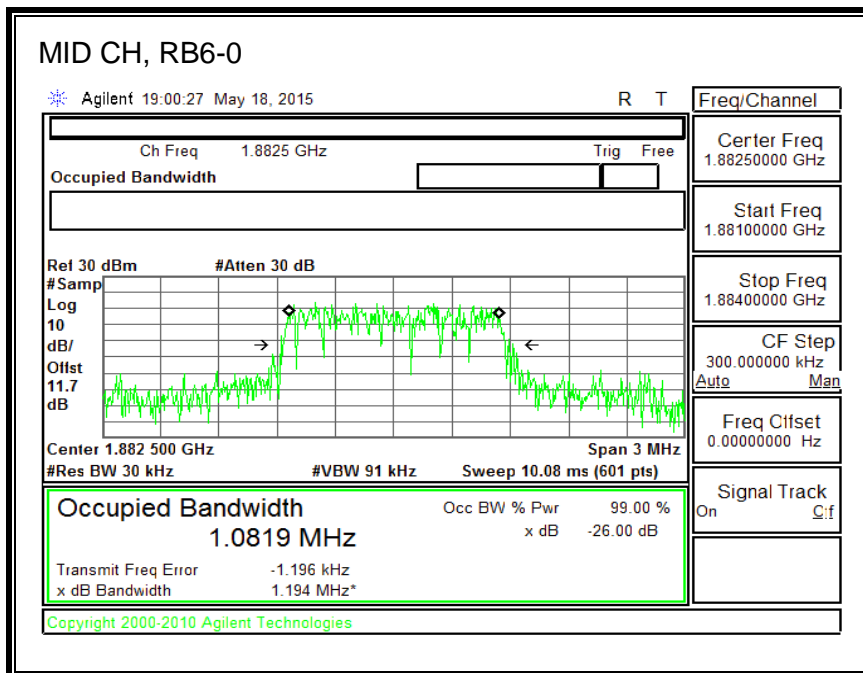 MID CH, RB6-0
Agilent 19:00:27 May 18, 2015 R T
Freq/Channel
Ch Freq 1.8825 GHz Trig Free
Occupied Bandwidth
Center Freq
1.88250000 GHz
Start Freq
1.88100000 GHz
Stop Freq
1.88400000 GHz
CF Step
300.000000 kHz
Auto Man
Freq Offset
0.00000000 Hz
Signal Track
On Off
Ref 30 dBm #Atten 30 dB
#Samp
Log
10
dB/
Offst
11.7
dB
Center 1.882 500 GHz Span 3 MHz
#Res BW 30 kHz #VBW 91 kHz Sweep 10.08 ms (601 pts)
Occupied Bandwidth
1.0819 MHz
Occ BW % Pwr 99.00 %
x dB -26.00 dB
Transmit Freq Error -1.196 kHz
x dB Bandwidth 1.194 MHz*
Copyright 2000-2010 Agilent Technologies